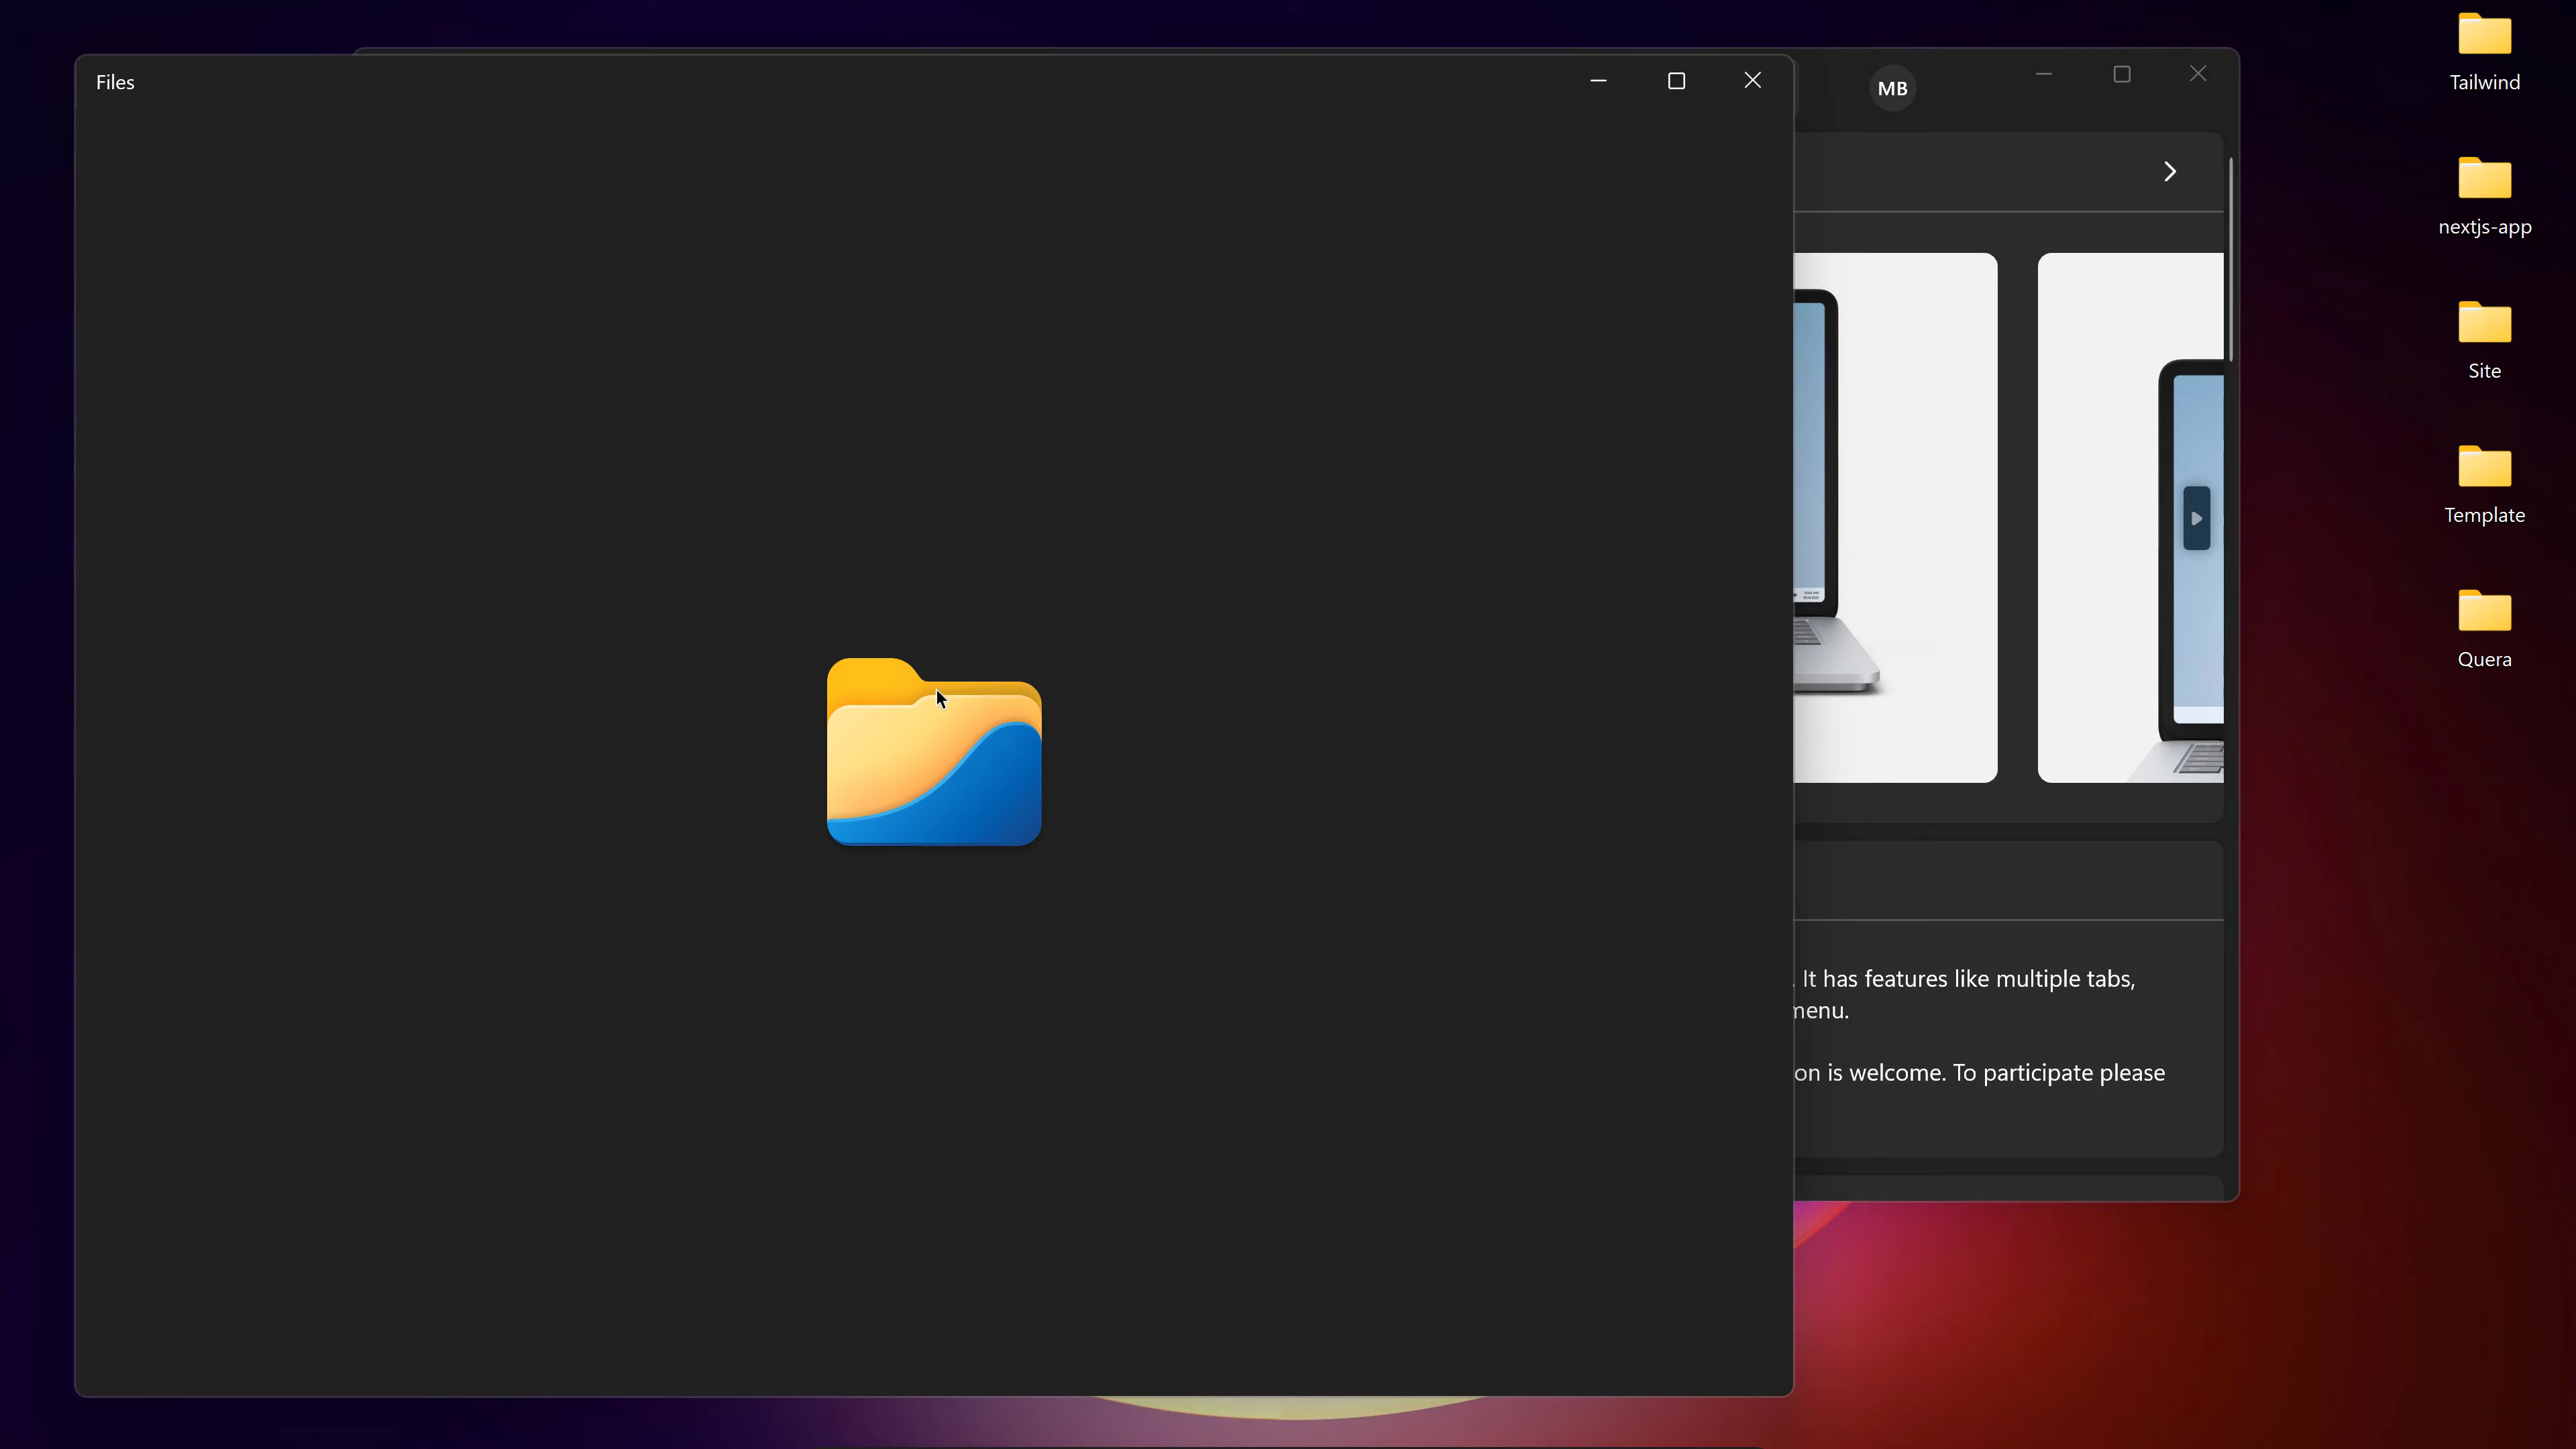 Files
MB
. It has features like multiple tabs,
menu.
on is welcome. To participate please
Tailwind
nextjs-app
Site
Template
Quera